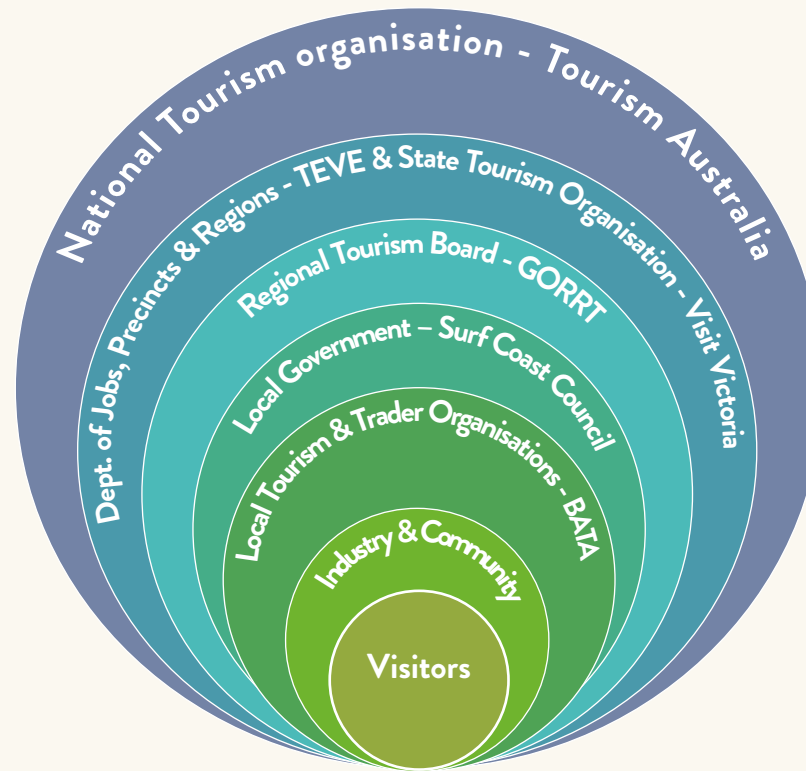 National Tourism organisation - Tourism Australia
Dept. of Jobs, Precincts & Regions - TEVE & State Tourism Organisation - Visit Victoria
Regional Tourism Board - GORRT
Local Government – Surf Coast Council
Local Tourism & Trader Organisations - BATA
Industry & Community
Visitors